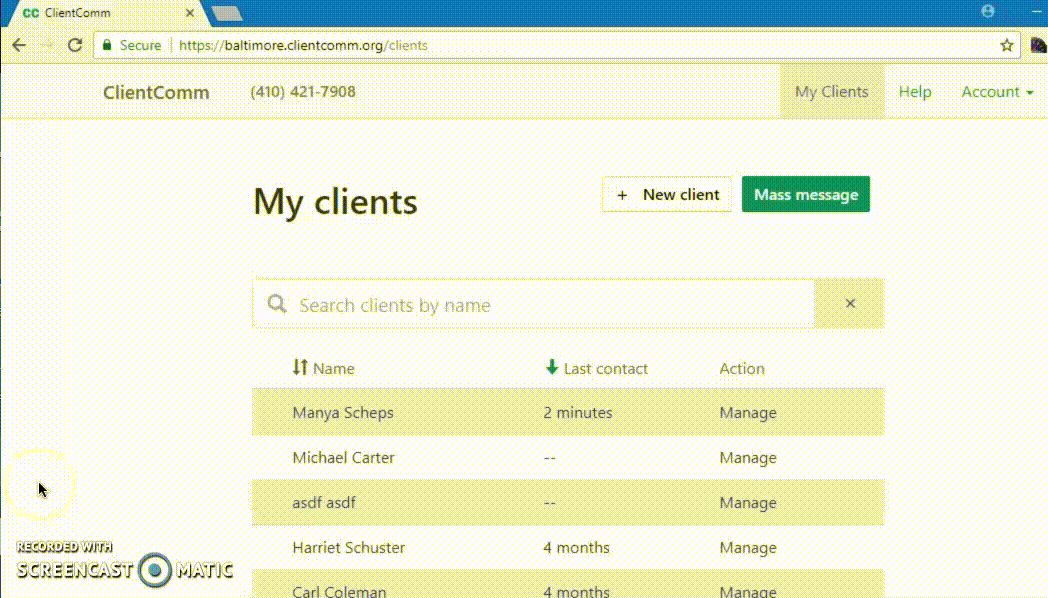 CC ClientComm
Secure https://baltimore.clientcomm.org/clients
ClientComm (410) 421-7908 My Clients Help Account
My clients
+ New client Mass message
Search clients by name ×
Name Last contact Action
Manya Scheps 2 minutes Manage
Michael Carter -- Manage
asdf asdf -- Manage
Harriet Schuster 4 months Manage
Carl Coleman 4 months Manage
RECORDED WITH
SCREENCAST MATIC